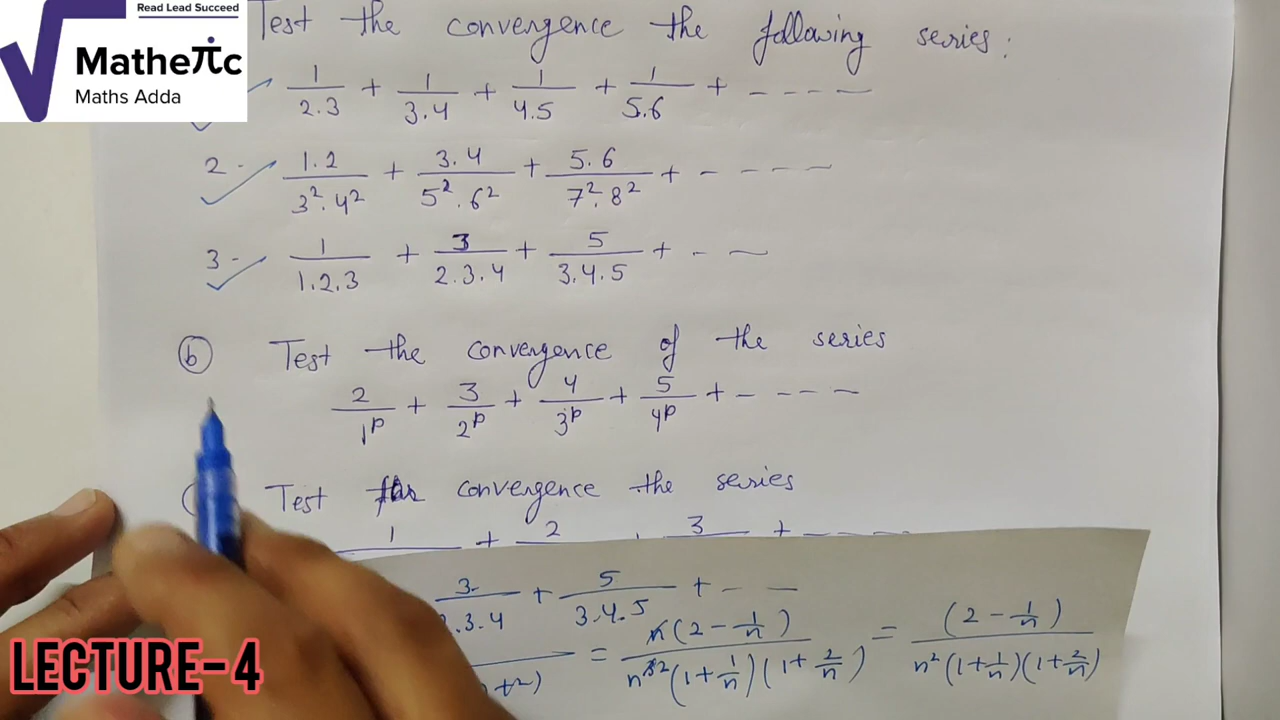 Read Lead Succeed
Matheπc
Maths Adda
Test the convergence the following series:
1/2.3 + 1/3.4 + 1/4.5 + 1/5.6 + - - - -
2- 1.2/3².4² + 3.4/5².6² + 5.6/7².8² + - - - -
3- 1/1.2.3 + 3/2.3.4 + 5/3.4.5 + - -
(b) Test the convergence of the series
2/1^p + 3/2^p + 4/3^p + 5/4^p + - - - -
Test for convergence the series
1 + 2 + 3 + - - - -
3/2.3.4 + 5/3.4.5 + - -
= n(2 - 1/n)/n³²(1+1/n)(1+2/n) = (2 - 1/n)/n²(1+1/n)(1+2/n)
LECTURE-4